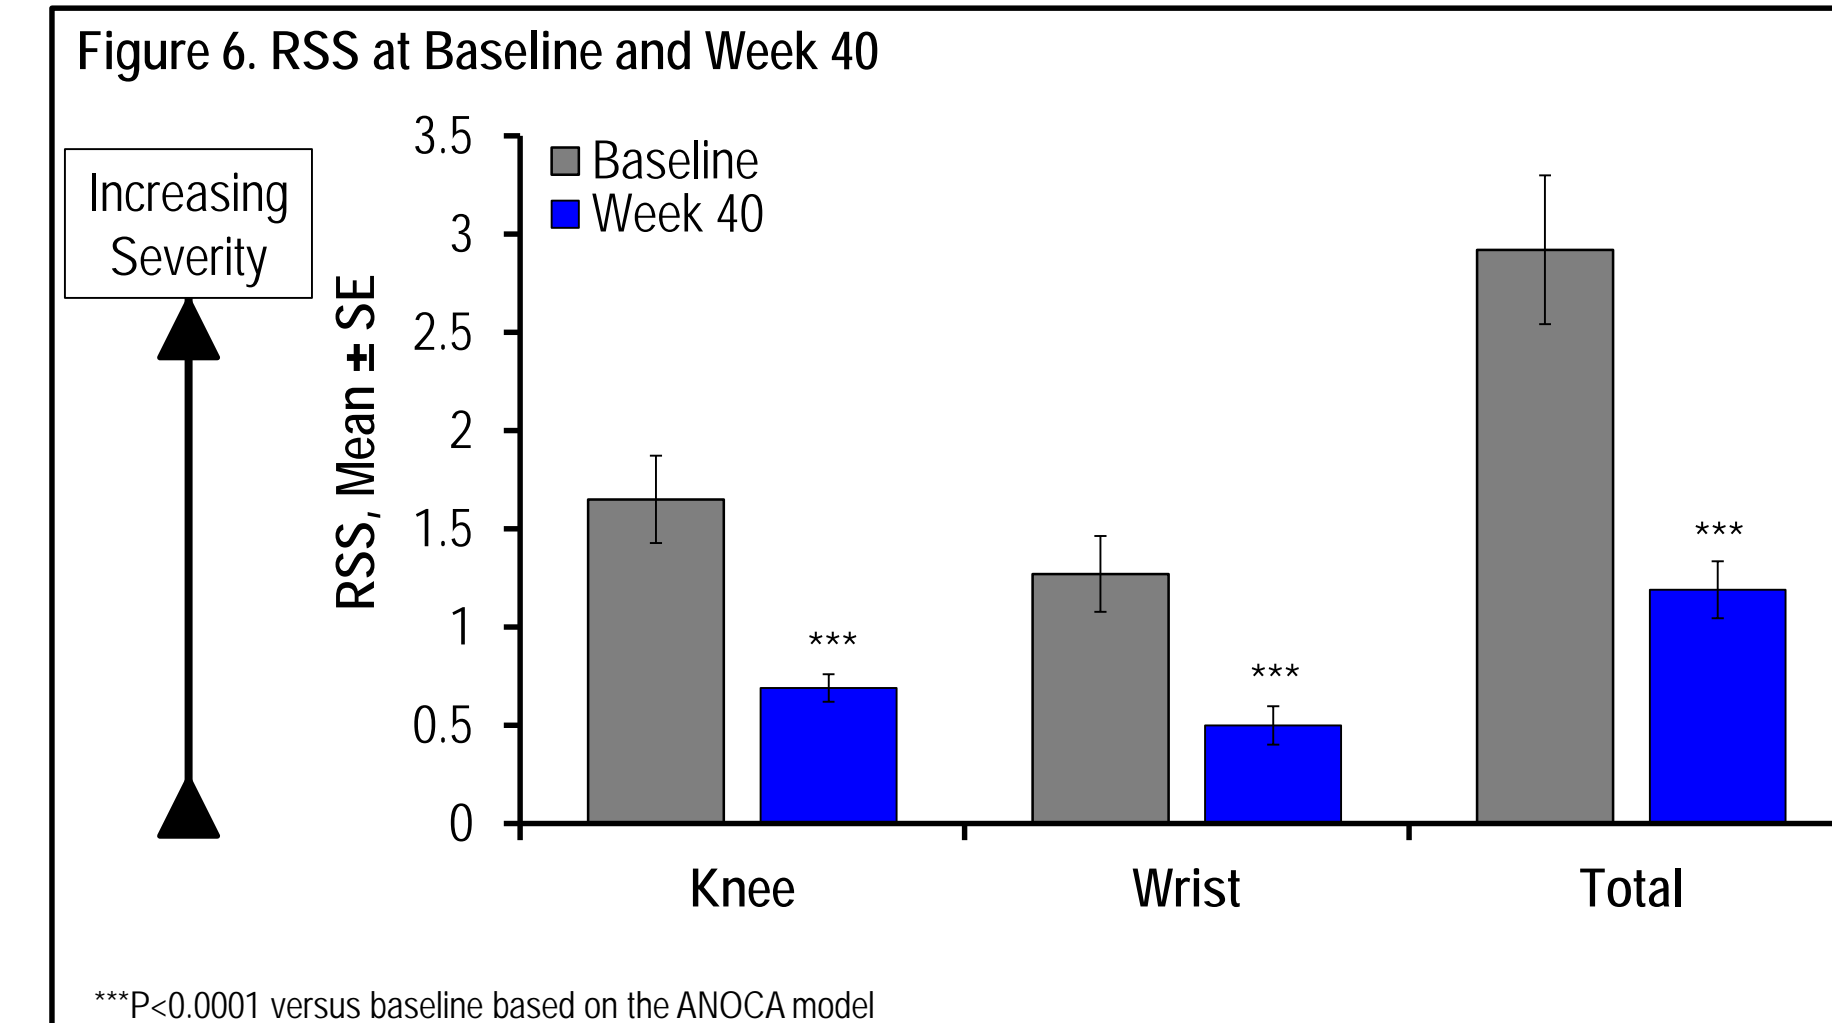 Figure 6. RSS at Baseline and Week 40
Increasing
Severity
RSS, Mean ± SE
3.5
3
2.5
2
1.5
1
0.5
0
Baseline
Week 40
***
***
***
Knee
Wrist
Total
***P<0.0001 versus baseline based on the ANOCA model